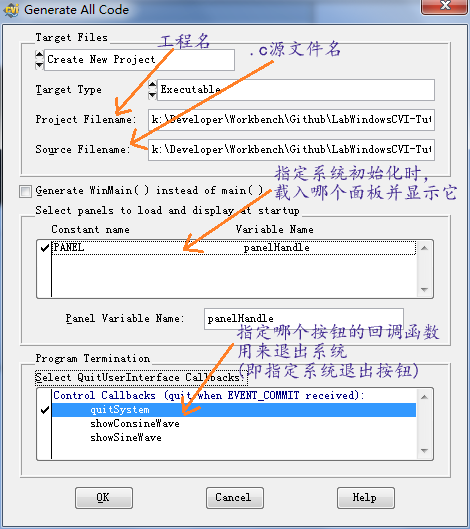 Generate All Code
Target Files
工程名
.c源文件名
Create New Project
Target Type
Executable
Project Filename:
k:\Developer\Workbench\Github\LabWindowsCVI-Tut
Source Filename:
k:\Developer\Workbench\Github\LabWindowsCVI-Tut
指定系统初始化时,
载入哪个面板并显示它
Generate WinMain() instead of main()
Select panels to load and display at startup
Constant name Variable Name
PANEL panelHandle
Panel Variable Name: panelHandle
指定哪个按钮的回调函数
用来退出系统
(即指定系统退出按钮)
Program Termination
Select QuitUserInterface Callbacks:
Control Callbacks (quit when EVENT_COMMIT received):
quitSystem
showConsineWave
showSineWave
OK Cancel Help